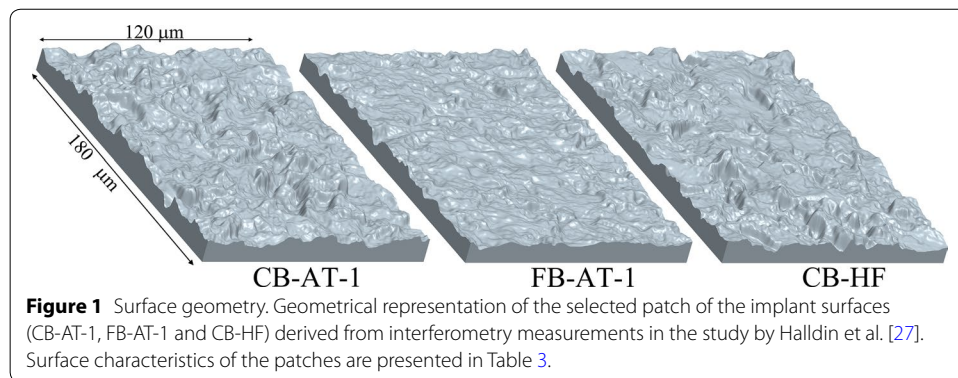 120 μm
180 μm
CB-AT-1
FB-AT-1
CB-HF
Figure 1 Surface geometry. Geometrical representation of the selected patch of the implant surfaces
(CB-AT-1, FB-AT-1 and CB-HF) derived from interferometry measurements in the study by Halldin et al. [27].
Surface characteristics of the patches are presented in Table 3.